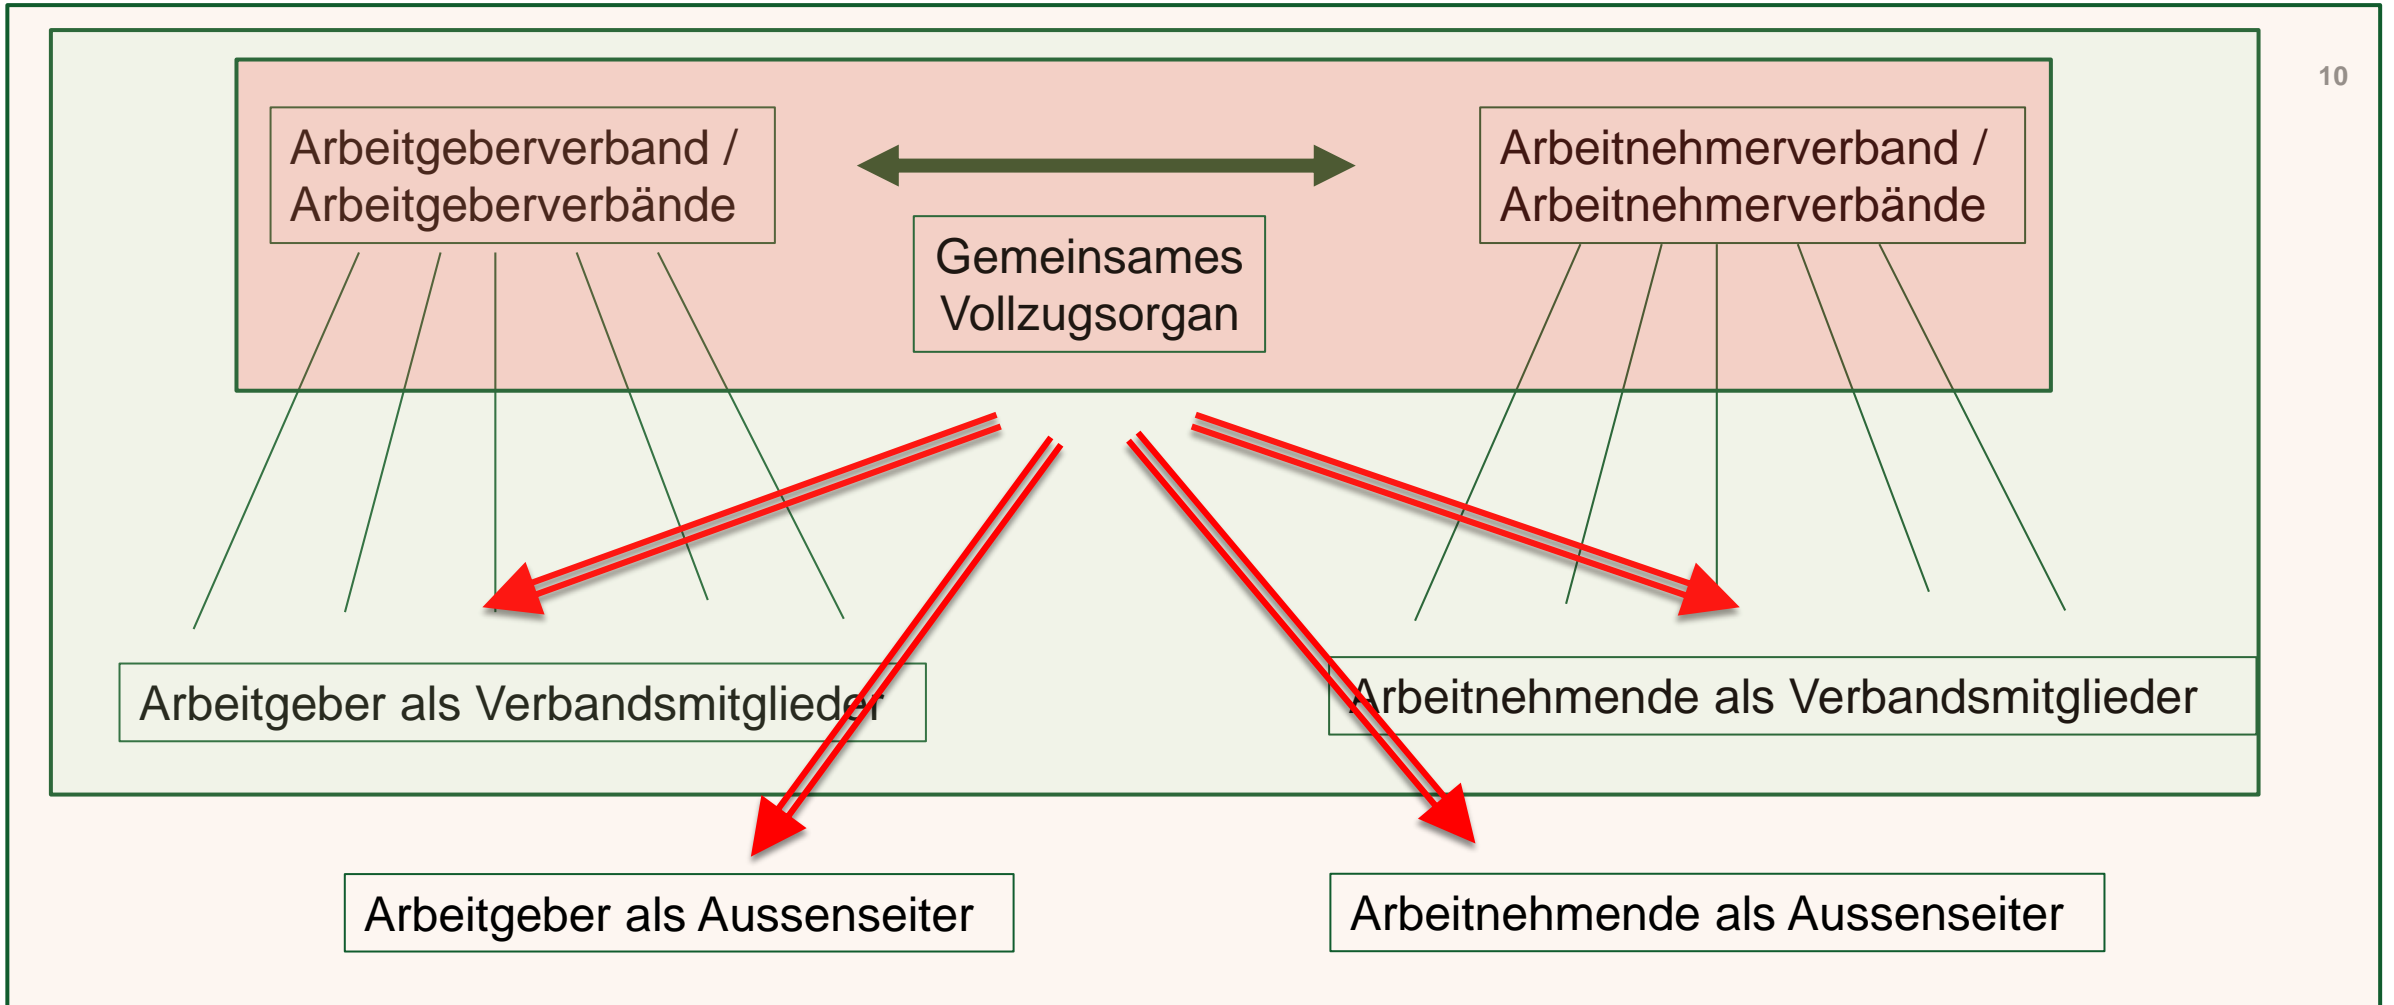 10
Arbeitgeberverband /
Arbeitgeberverbände
Arbeitnehmerverband /
Arbeitnehmerverbände
Gemeinsames
Vollzugsorgan
Arbeitgeber als Verbandsmitglieder
Arbeitnehmende als Verbandsmitglieder
Arbeitgeber als Aussenseiter
Arbeitnehmende als Aussenseiter